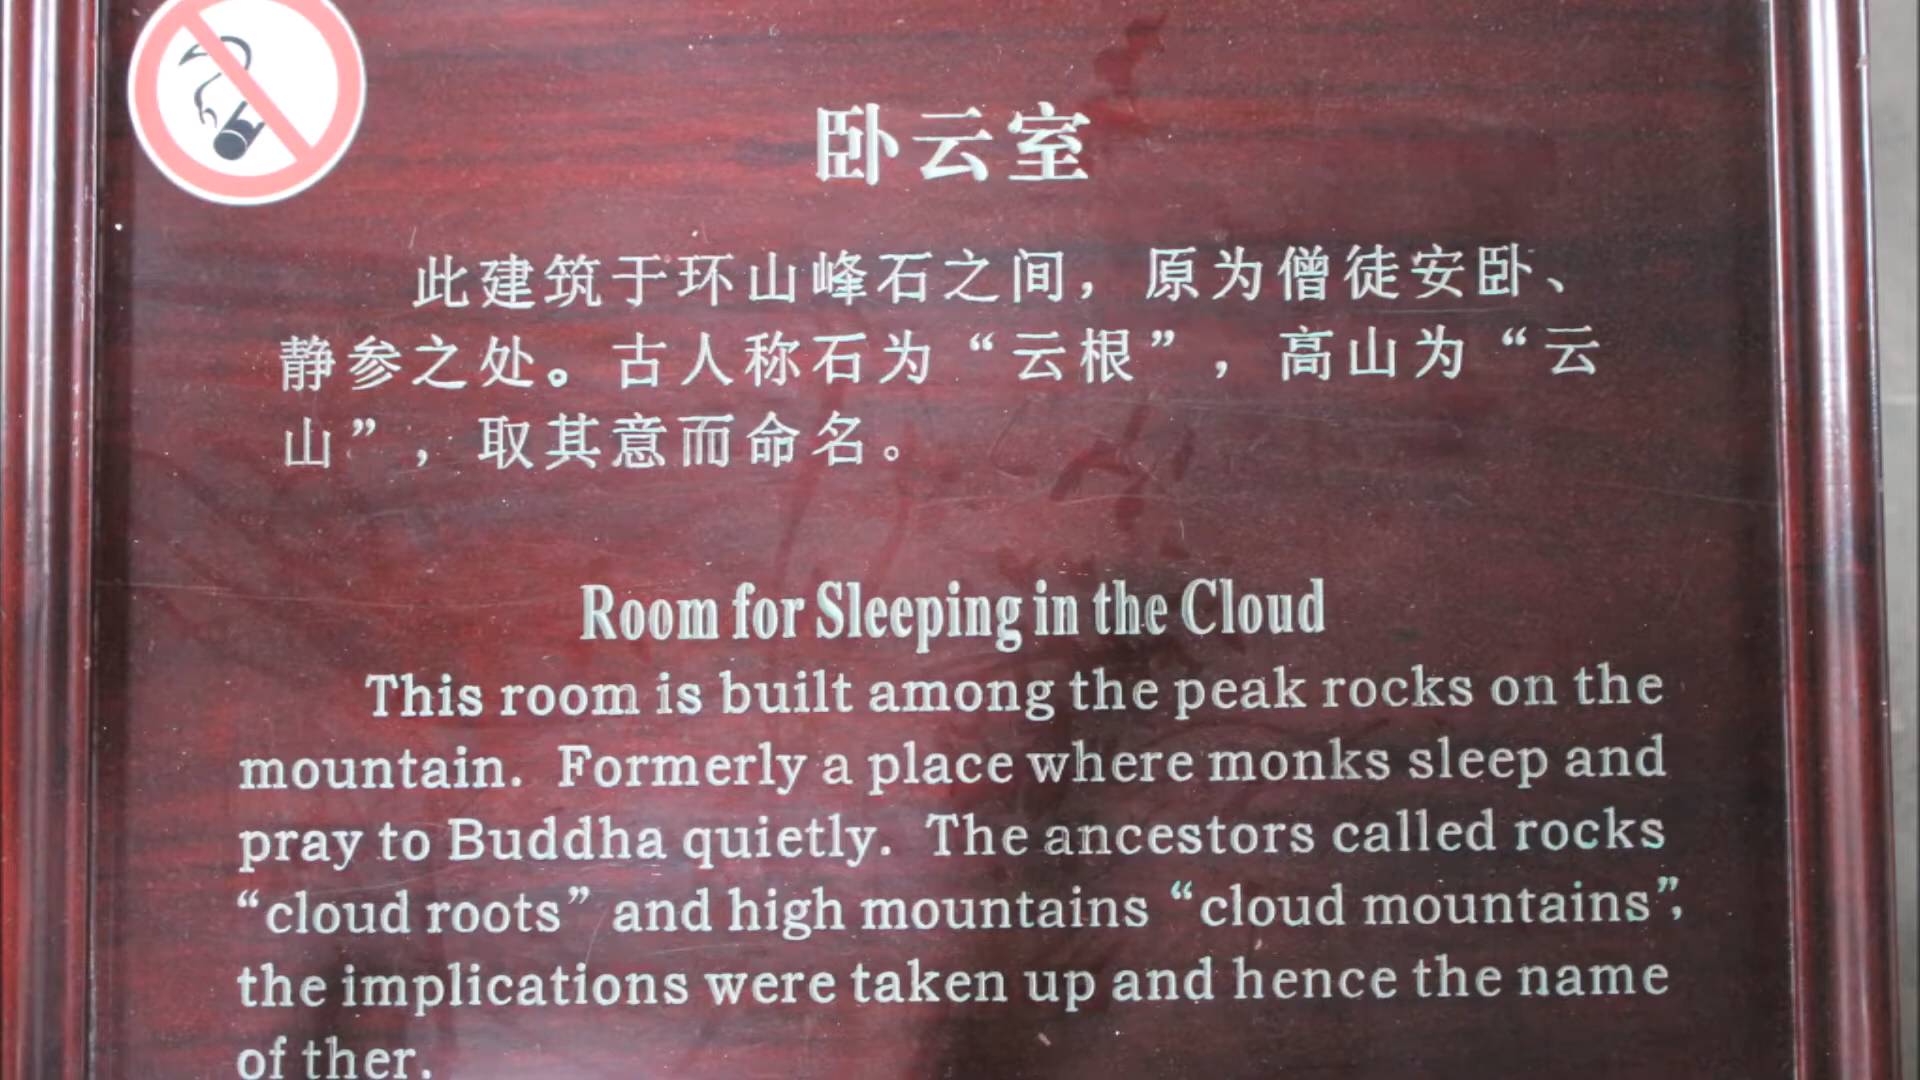 卧云室
此建筑于环山峰石之间，原为僧徒安卧、
静参之处。古人称石为“云根”，高山为“云
山”，取其意而命名。
Room for Sleeping in the Cloud
This room is built among the peak rocks on the
mountain. Formerly a place where monks sleep and
pray to Buddha quietly. The ancestors called rocks
“cloud roots” and high mountains “cloud mountains”,
the implications were taken up and hence the name
of ther.